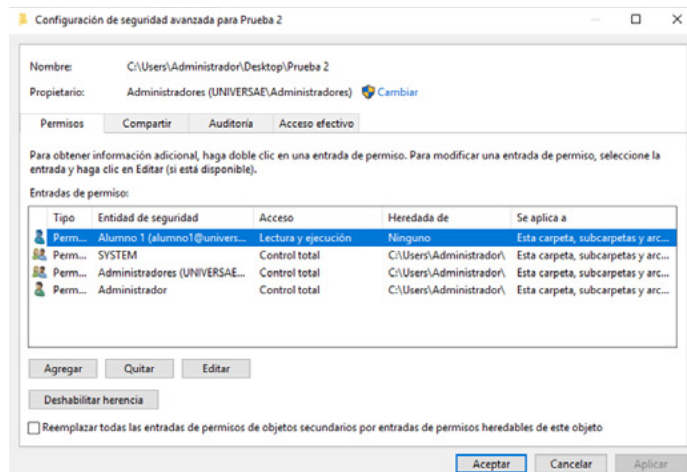 Configuración de seguridad avanzada para Prueba 2
Nombre: C:\Users\Administrador\Desktop\Prueba 2
Propietario: Administradores (UNIVERSAE\Administradores) Cambiar
Permisos Compartir Auditoría Acceso efectivo
Para obtener información adicional, haga doble clic en una entrada de permiso. Para modificar una entrada de permiso, seleccione la
entrada y haga clic en Editar (si está disponible).
Entradas de permiso:
Tipo Entidad de seguridad Acceso Heredada de Se aplica a
Perm... Alumno 1 (alumno1@univers... Lectura y ejecución Ninguno Esta carpeta, subcarpetas y arc...
Perm... SYSTEM Control total C:\Users\Administrador\ Esta carpeta, subcarpetas y arc...
Perm... Administradores (UNIVERSAE... Control total C:\Users\Administrador\ Esta carpeta, subcarpetas y arc...
Perm... Administrador Control total C:\Users\Administrador\ Esta carpeta, subcarpetas y arc...
Agregar Quitar Editar
Deshabilitar herencia
Reemplazar todas las entradas de permisos de objetos secundarios por entradas de permisos heredables de este objeto
Aceptar Cancelar Aplicar